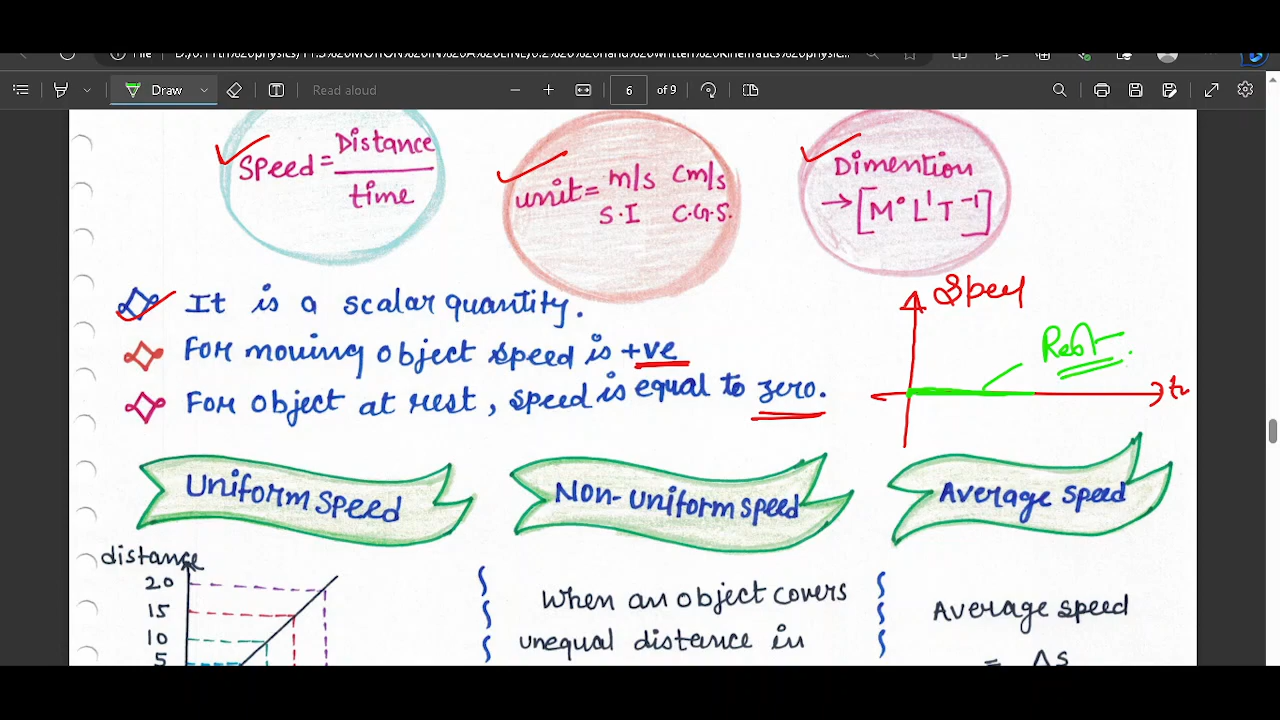 Draw
Read aloud
6 of 9
Speed = Distance / time
unit = m/s cm/s
S.I C.G.S.
Dimention
→ [M° L¹ T⁻¹]
It is a scalar quantity.
For moving object speed is +ve
For object at rest, speed is equal to zero.
Speed
Rest
Uniform speed
Non-uniform speed
Average speed
distance
20
15
10
5
When an object covers
unequal distance in
Average speed
= Δs